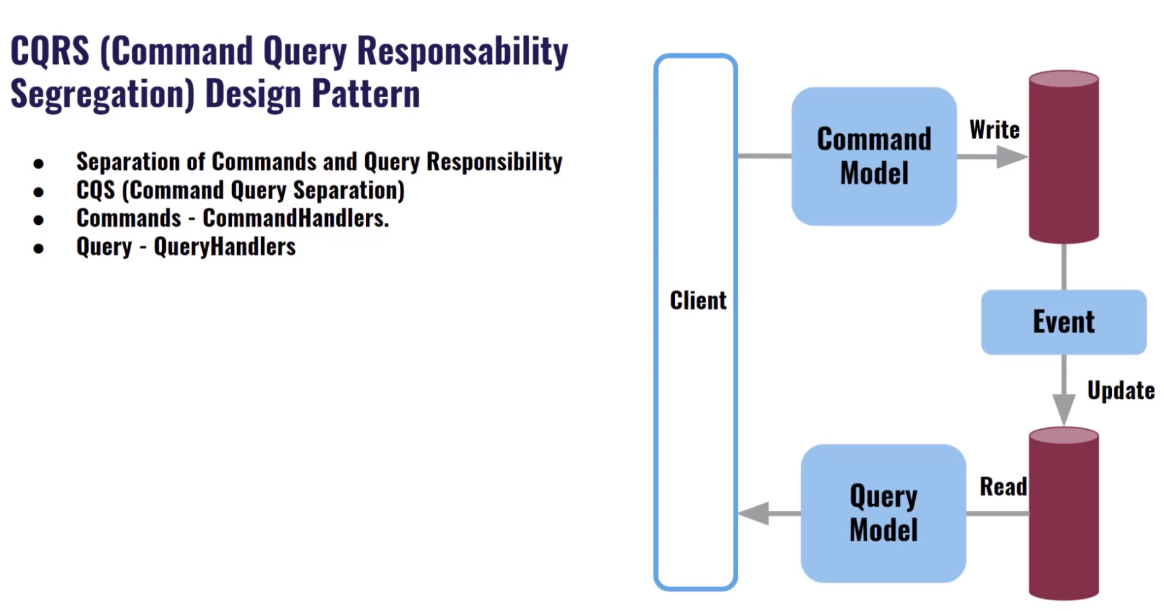 CQRS (Command Query Responsability
Segregation) Design Pattern
● Separation of Commands and Query Responsibility
● CQS (Command Query Separation)
● Commands - CommandHandlers.
● Query - QueryHandlers
Client
Command
Model
Write
Event
Update
Query
Model
Read